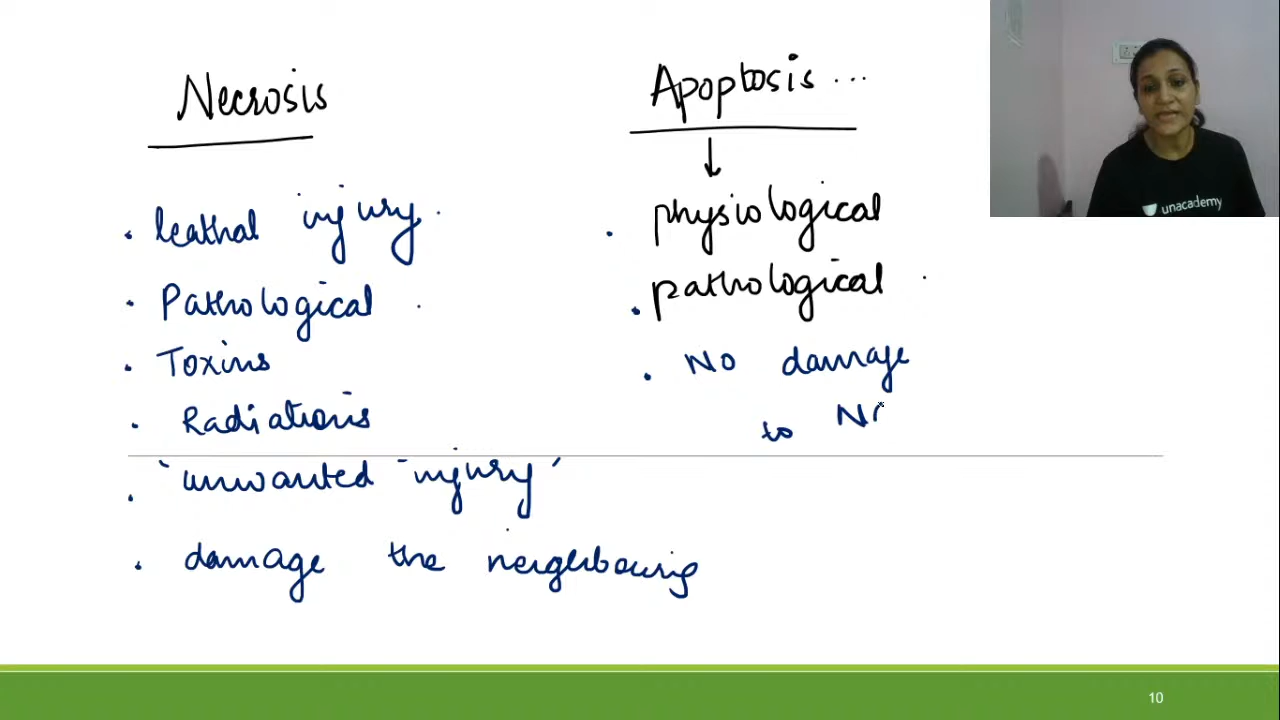 Necrosis
leathal injury.
Pathological
Toxins
Radiations
"unwanted injury"
damage the neighbouring
Apoptosis...
physiological
pathological
No damage
to
unacademy
10